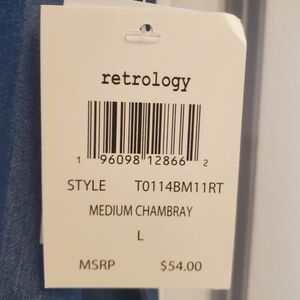 retrology
1 96098 12866 2
STYLE T0114BM11RT
MEDIUM CHAMBRAY
L
MSRP $54.00